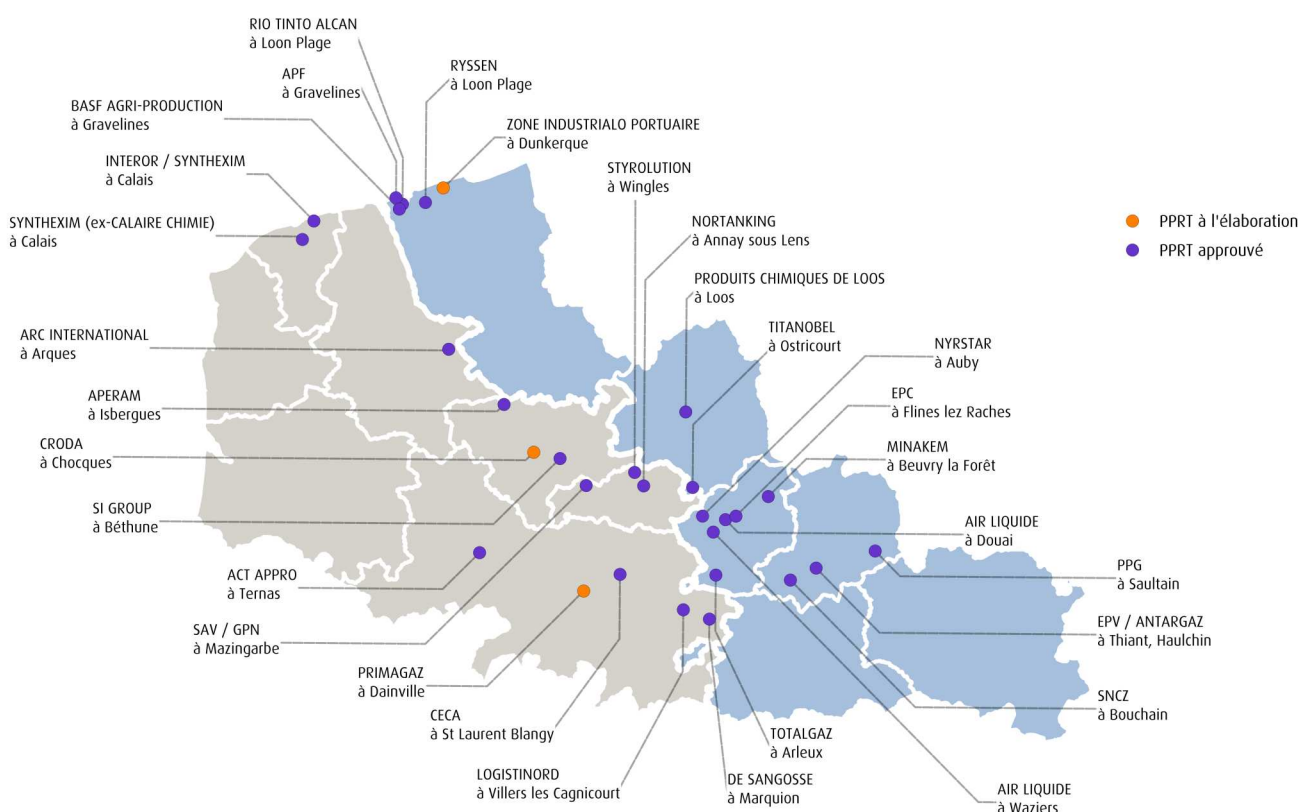 RIO TINTO ALCAN
à Loon Plage
APF
à Gravelines
RYSSEN
à Loon Plage
BASF AGRI-PRODUCTION
à Gravelines
ZONE INDUSTRIALO PORTUAIRE
à Dunkerque
INTEROR / SYNTHEXIM
à Calais
STYROLUTION
à Wingles
SYNTHEXIM (ex-CALAIRE CHIMIE)
à Calais
NORTANKING
à Annay sous Lens
PPRT à l'élaboration
PPRT approuvé
PRODUITS CHIMIQUES DE LOOS
à Loos
ARC INTERNATIONAL
à Arques
TITANOBEL
à Ostricourt
NYRSTAR
à Auby
APERAM
à Isbergues
EPC
à Flines lez Raches
CRODA
à Chocques
MINAKEM
à Beuvry la Forêt
SI GROUP
à Béthune
AIR LIQUIDE
à Douai
ACT APPRO
à Ternas
PPG
à Saultain
SAV / GPN
à Mazingarbe
EPV / ANTARGAZ
à Thiant, Haulchin
PRIMAGAZ
à Dainville
SNCZ
à Bouchain
CECA
à St Laurent Blangy
TOTALGAZ
à Arleux
LOGISTINORD
à Villers les Cagnicourt
DE SANGOSSE
à Marquion
AIR LIQUIDE
à Waziers